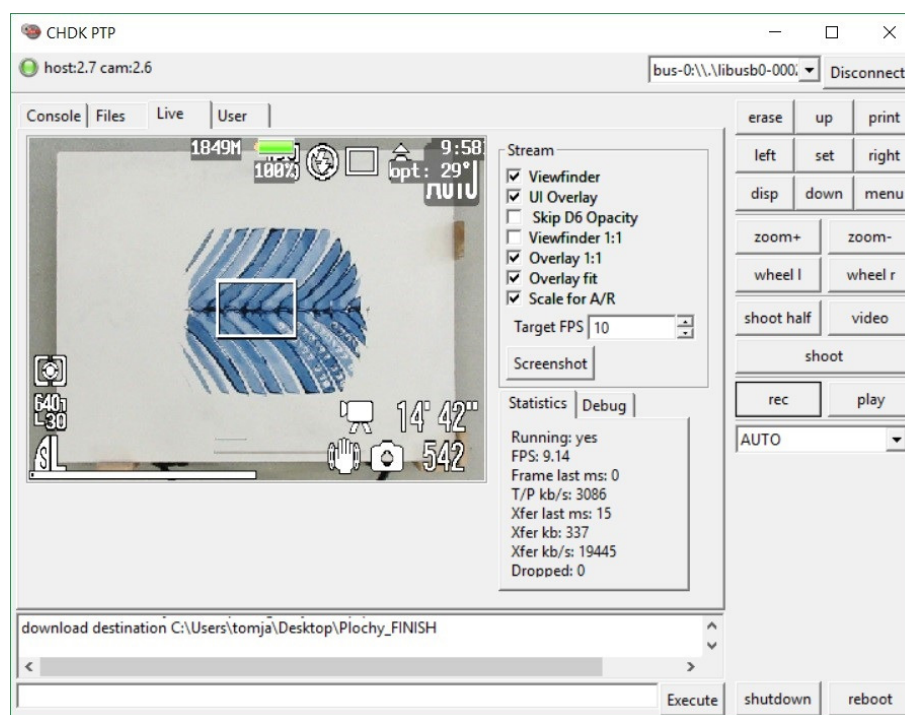 CHDK PTP
host:2.7 cam:2.6
bus-0:\\.\libusb0-000
Disconnect
Console Files Live User
1849M 9:58
100% opt: 29°
AUTO
640
L 30
14' 42"
542
L
Stream
Viewfinder
UI Overlay
Skip D6 Opacity
Viewfinder 1:1
Overlay 1:1
Overlay fit
Scale for A/R
Target FPS 10
Screenshot
Statistics Debug
Running: yes
FPS: 9.14
Frame last ms: 0
T/P kb/s: 3086
Xfer last ms: 15
Xfer kb: 337
Xfer kb/s: 19445
Dropped: 0
erase up print
left set right
disp down menu
zoom+ zoom-
wheel l wheel r
shoot half video
shoot
rec play
AUTO
download destination C:\Users\tomja\Desktop\Plochy_FINISH
Execute
shutdown reboot